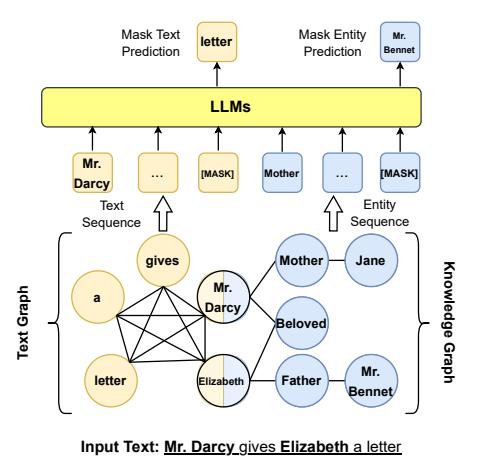 Mask Text
Prediction
letter
Mask Entity
Prediction
Mr.
Bennet
LLMs
Mr.
Darcy
...
[MASK]
Mother
...
[MASK]
Text
Sequence
Entity
Sequence
Text Graph
gives
a
letter
Mr.
Darcy
Elizabeth
Mother
Jane
Beloved
Father
Mr.
Bennet
Knowledge Graph
Input Text: Mr. Darcy gives Elizabeth a letter